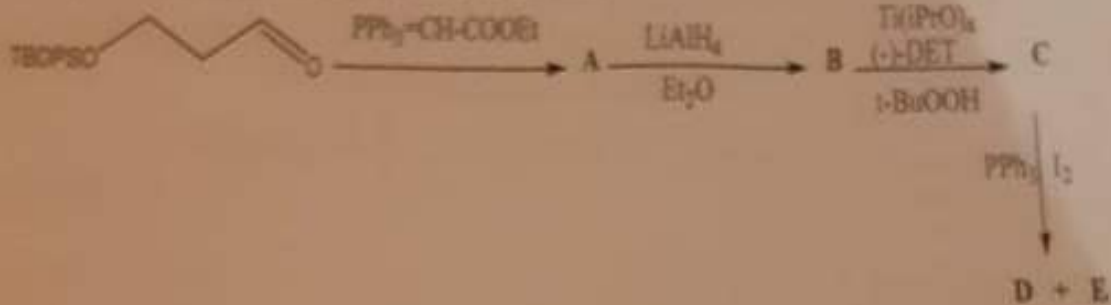 TBDPSO
O
PPh3=CH-COOEt
A
LiAlH4
Et2O
B
Ti(iPrO)4
(-)-DET
t-BuOOH
C
PPh3 I2
D + E